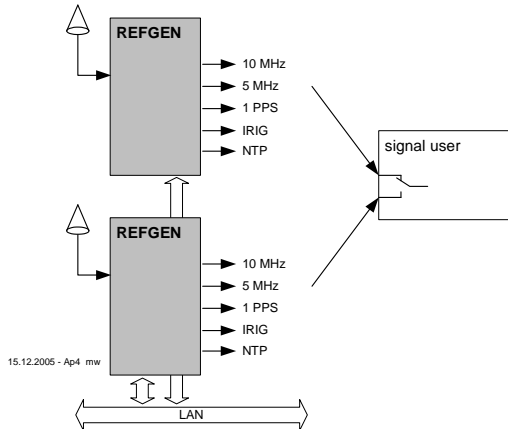 REFGEN
10 MHz
5 MHz
1 PPS
IRIG
NTP
signal user
REFGEN
10 MHz
5 MHz
1 PPS
IRIG
NTP
15.12.2005 - Ap4 mw
LAN